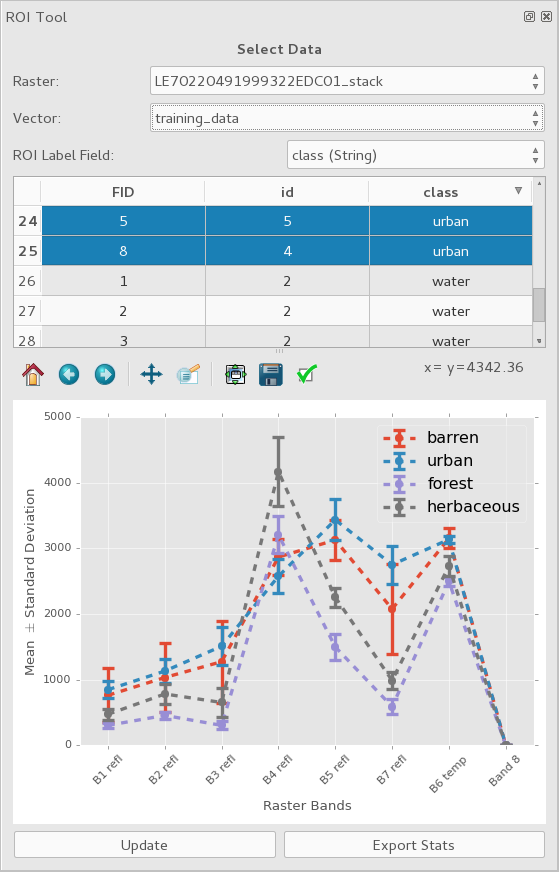 ROI Tool
Select Data
Raster: LE70220491999322EDC01_stack
Vector: training_data
ROI Label Field: class (String)
FID id class
24 5 5 urban
25 8 4 urban
26 1 2 water
27 2 2 water
28 3 2 water
x= y=4342.36
5000
4000
3000
2000
1000
0
Mean ± Standard Deviation
barren
urban
forest
herbaceous
B1 refl B2 refl B3 refl B4 refl B5 refl B7 refl B6 temp Band 8
Raster Bands
Update Export Stats